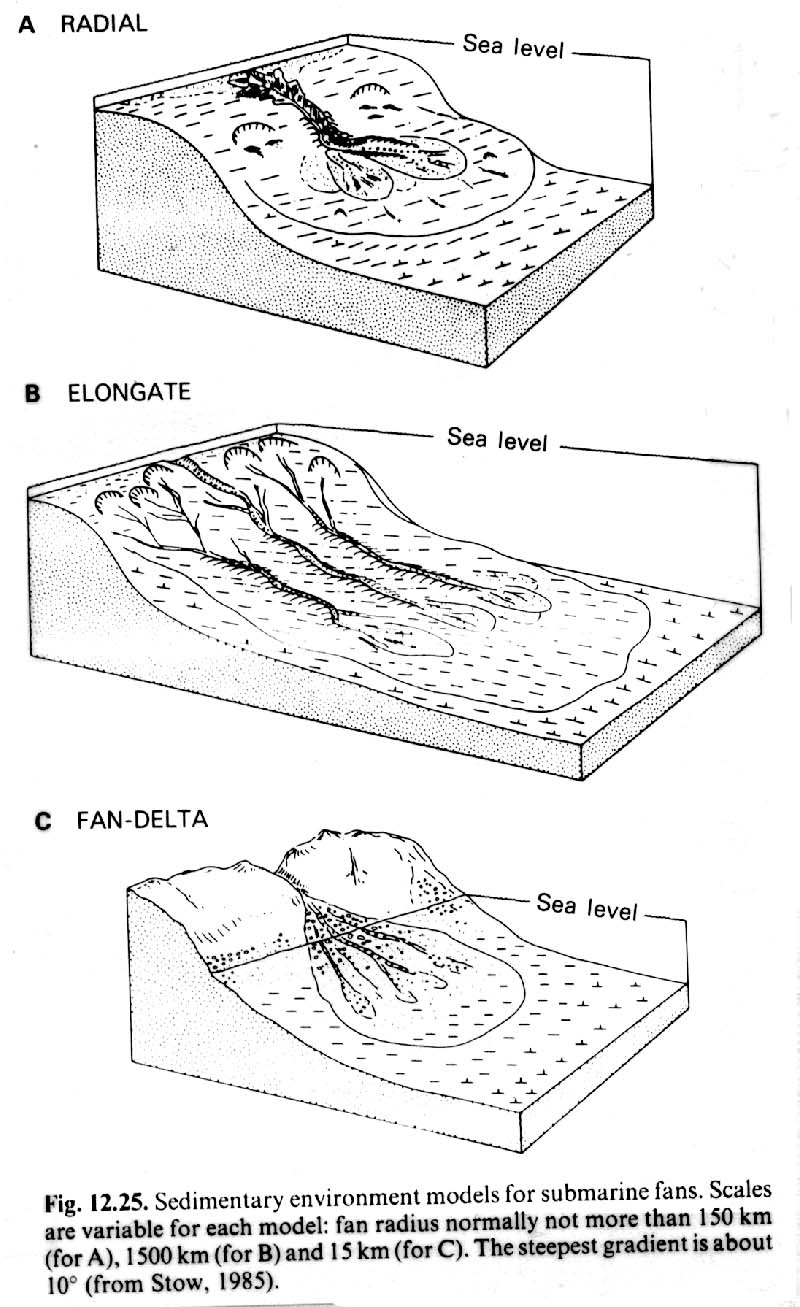 A RADIAL
Sea level
B ELONGATE
Sea level
C FAN-DELTA
Sea level
Fig. 12.25. Sedimentary environment models for submarine fans. Scales
are variable for each model: fan radius normally not more than 150 km
(for A), 1500 km (for B) and 15 km (for C). The steepest gradient is about
10° (from Stow, 1985).